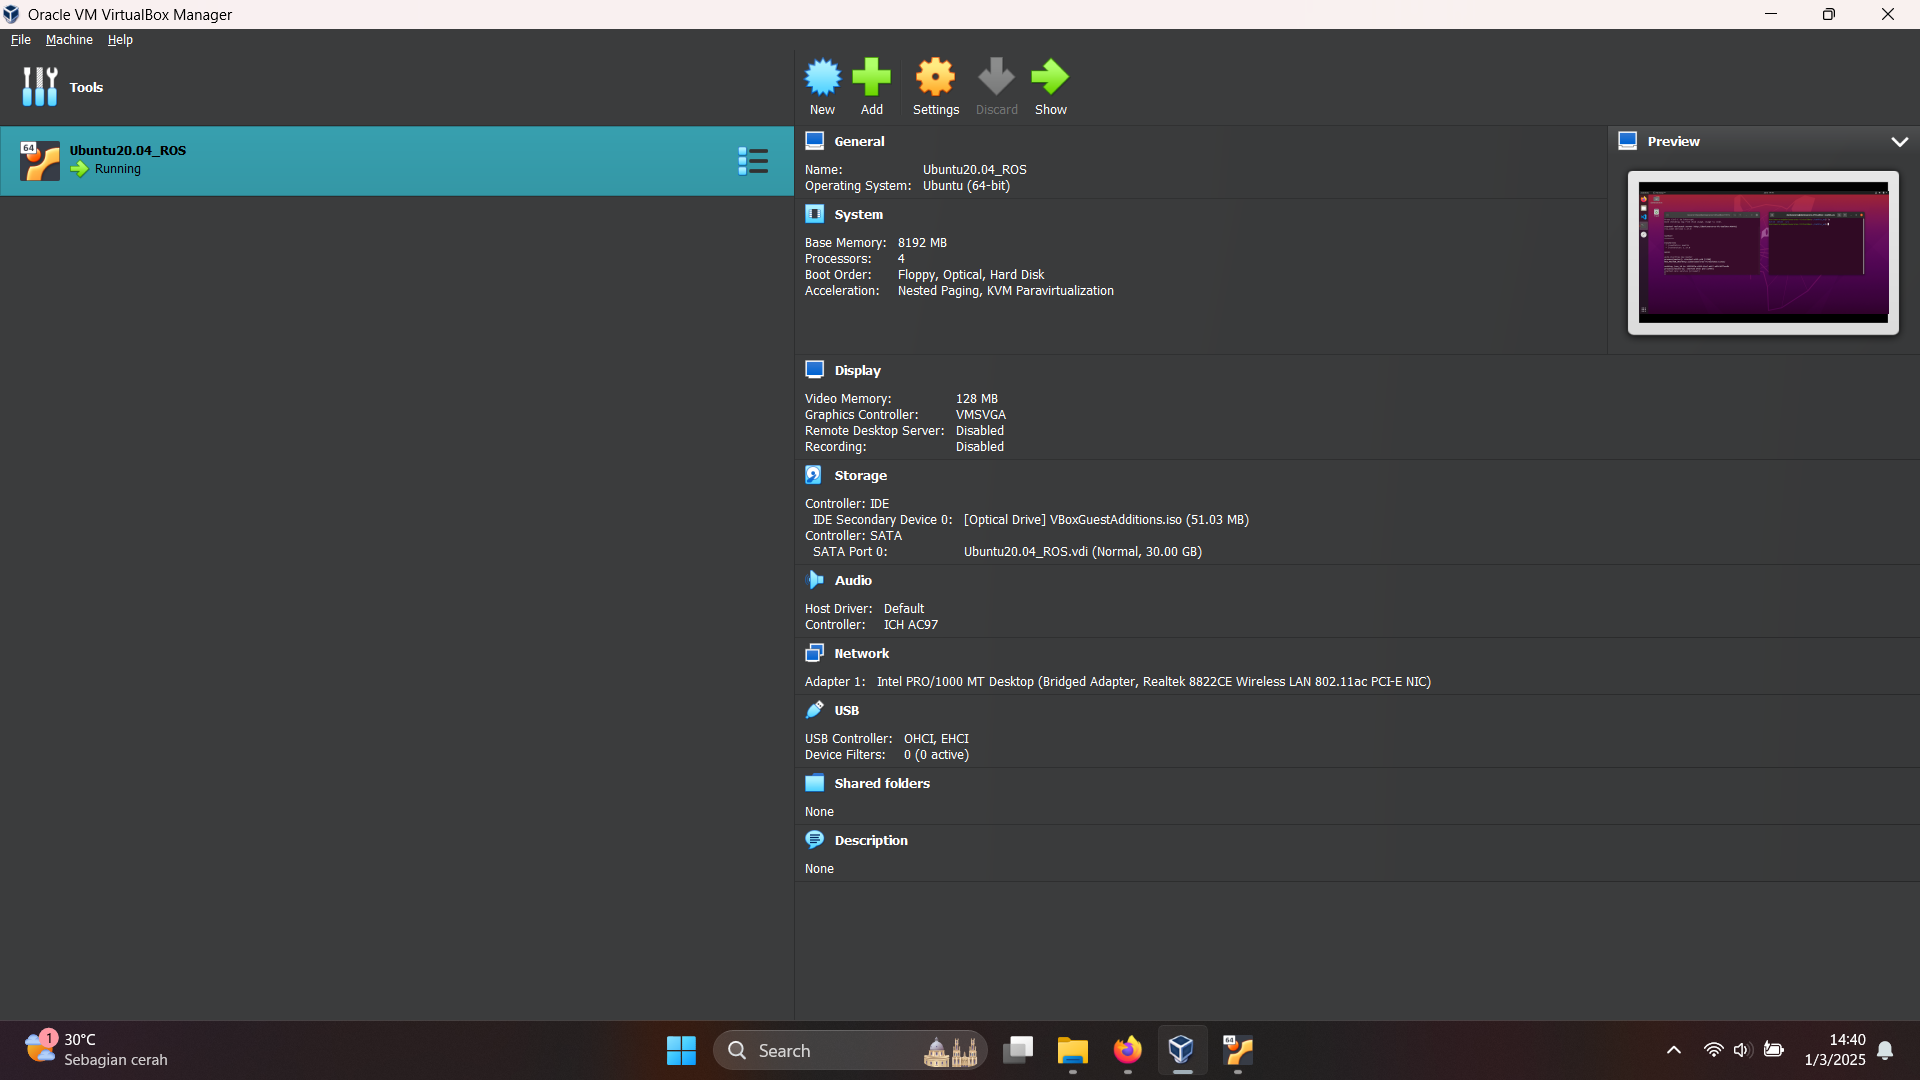 Oracle VM VirtualBox Manager
File Machine Help
Tools
New Add Settings Discard Show
64
Ubuntu20.04_ROS
Running
General
Name: Ubuntu20.04_ROS
Operating System: Ubuntu (64-bit)
System
Base Memory: 8192 MB
Processors: 4
Boot Order: Floppy, Optical, Hard Disk
Acceleration: Nested Paging, KVM Paravirtualization
Preview
Display
Video Memory: 128 MB
Graphics Controller: VMSVGA
Remote Desktop Server: Disabled
Recording: Disabled
Storage
Controller: IDE
IDE Secondary Device 0: [Optical Drive] VBoxGuestAdditions.iso (51.03 MB)
Controller: SATA
SATA Port 0: Ubuntu20.04_ROS.vdi (Normal, 30.00 GB)
Audio
Host Driver: Default
Controller: ICH AC97
Network
Adapter 1: Intel PRO/1000 MT Desktop (Bridged Adapter, Realtek 8822CE Wireless LAN 802.11ac PCI-E NIC)
USB
USB Controller: OHCI, EHCI
Device Filters: 0 (0 active)
Shared folders
None
Description
None
1
30°C
Sebagian cerah
Search
64
14:40
1/3/2025